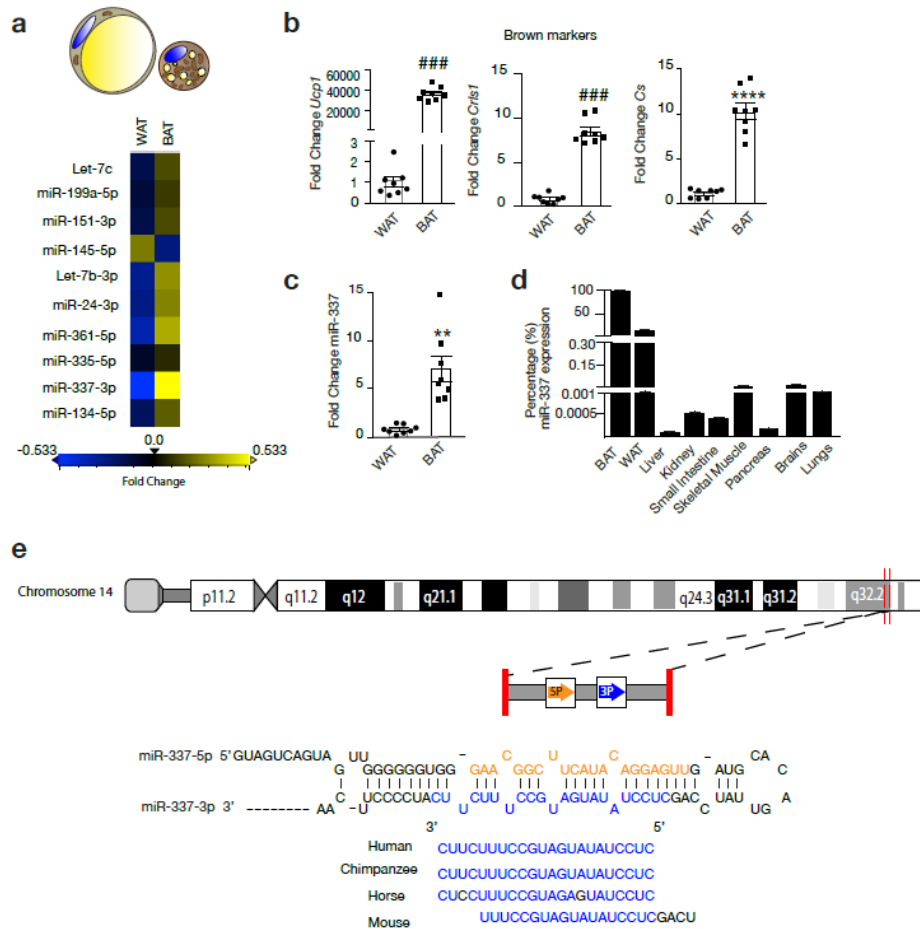 a
WAT
BAT
Let-7c
miR-199a-5p
miR-151-3p
miR-145-5p
Let-7b-3p
miR-24-3p
miR-361-5p
miR-335-5p
miR-337-3p
miR-134-5p
-0.533
0.0
0.533
Fold Change
b
Brown markers
Fold Change Ucp1
60000
40000
20000
0
3
2
1
0
###
WAT
BAT
Fold Change Crls1
15
10
5
0
###
WAT
BAT
Fold Change Cs
15
10
5
0
****
WAT
BAT
c
Fold Change miR-337
15
10
5
0
**
WAT
BAT
d
Percentage (%)
miR-337 expression
100
50
0.30
0.15
0.001
0.0005
BAT
WAT
Liver
Kidney
Small Intestine
Skeletal Muscle
Pancreas
Brains
Lungs
e
Chromosome 14
p11.2
q11.2
q12
q21.1
q24.3
q31.1
q31.2
q32.2
5P
3P
UU - C U C - CA
miR-337-5p 5' GUAGUCAGUA
G GGGGGGUGG GAA GGC UCAUA AGGAGUUG AUG C
C UCCCCUACU CUU CCG AGUAU UCCUCGAC UAU A
miR-337-3p 3' -------- AA -U U U U A C UG
3' 5'
Human CUUCUUUCCGUAGUAUAUCCUC
Chimpanzee CUUCUUUCCGUAGUAUAUCCUC
Horse CUCCUUUCCGUAGAGUAUCCUC
Mouse UUUCCGUAGUAUAUCCUCGACU